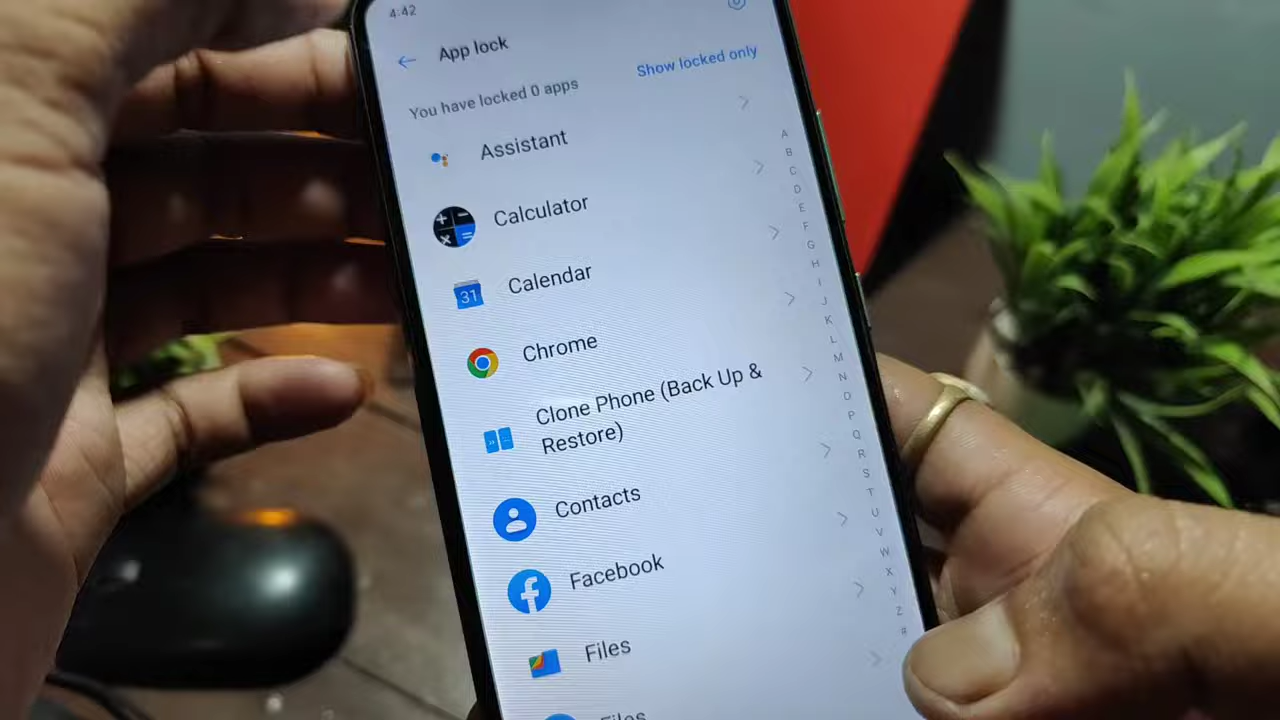 4:42
App lock
You have locked 0 apps
Show locked only
Assistant
Calculator
31
Calendar
Chrome
Clone Phone (Back Up &
Restore)
Contacts
Facebook
Files
Files
A
B
C
D
E
F
G
H
I
J
K
L
M
N
O
P
Q
R
S
T
U
V
W
X
Y
Z
#